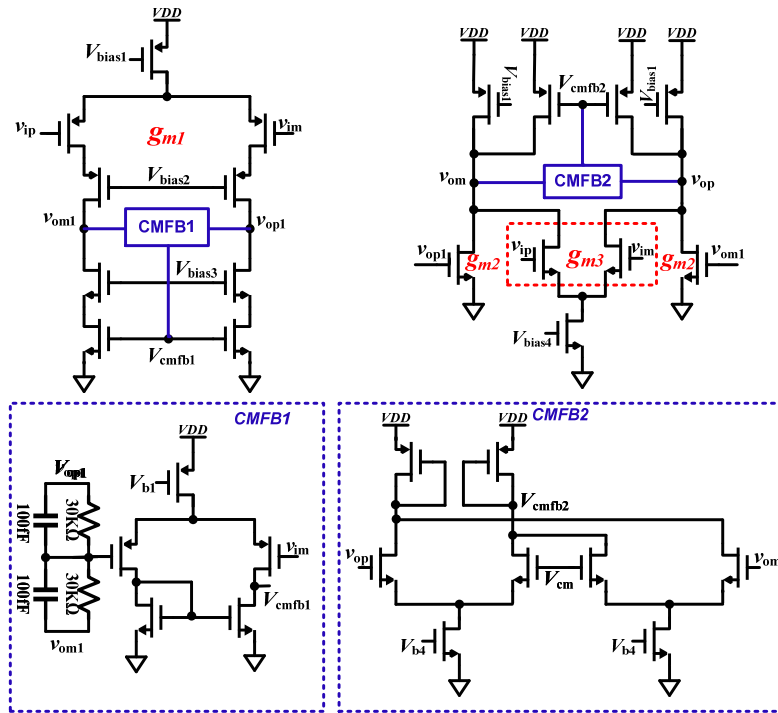 VDD
Vbias1
vip
gm1
vim
Vbias2
vom1
CMFB1
vop1
Vbias3
Vcmfb1
VDD VDD VDD VDD
Vbias1
Vcmfb2
Vbias1
vom
CMFB2
vop
vop1
gm2
vip
gm3
vim
gm2
vom1
Vbias4
CMFB1
VDD
Vb1
100fF
30KΩ
100fF
30KΩ
vom1
vim
Vcmfb1
CMFB2
VDD VDD
Vcmfb2
vop
Vcm
vom
Vb4
Vb4